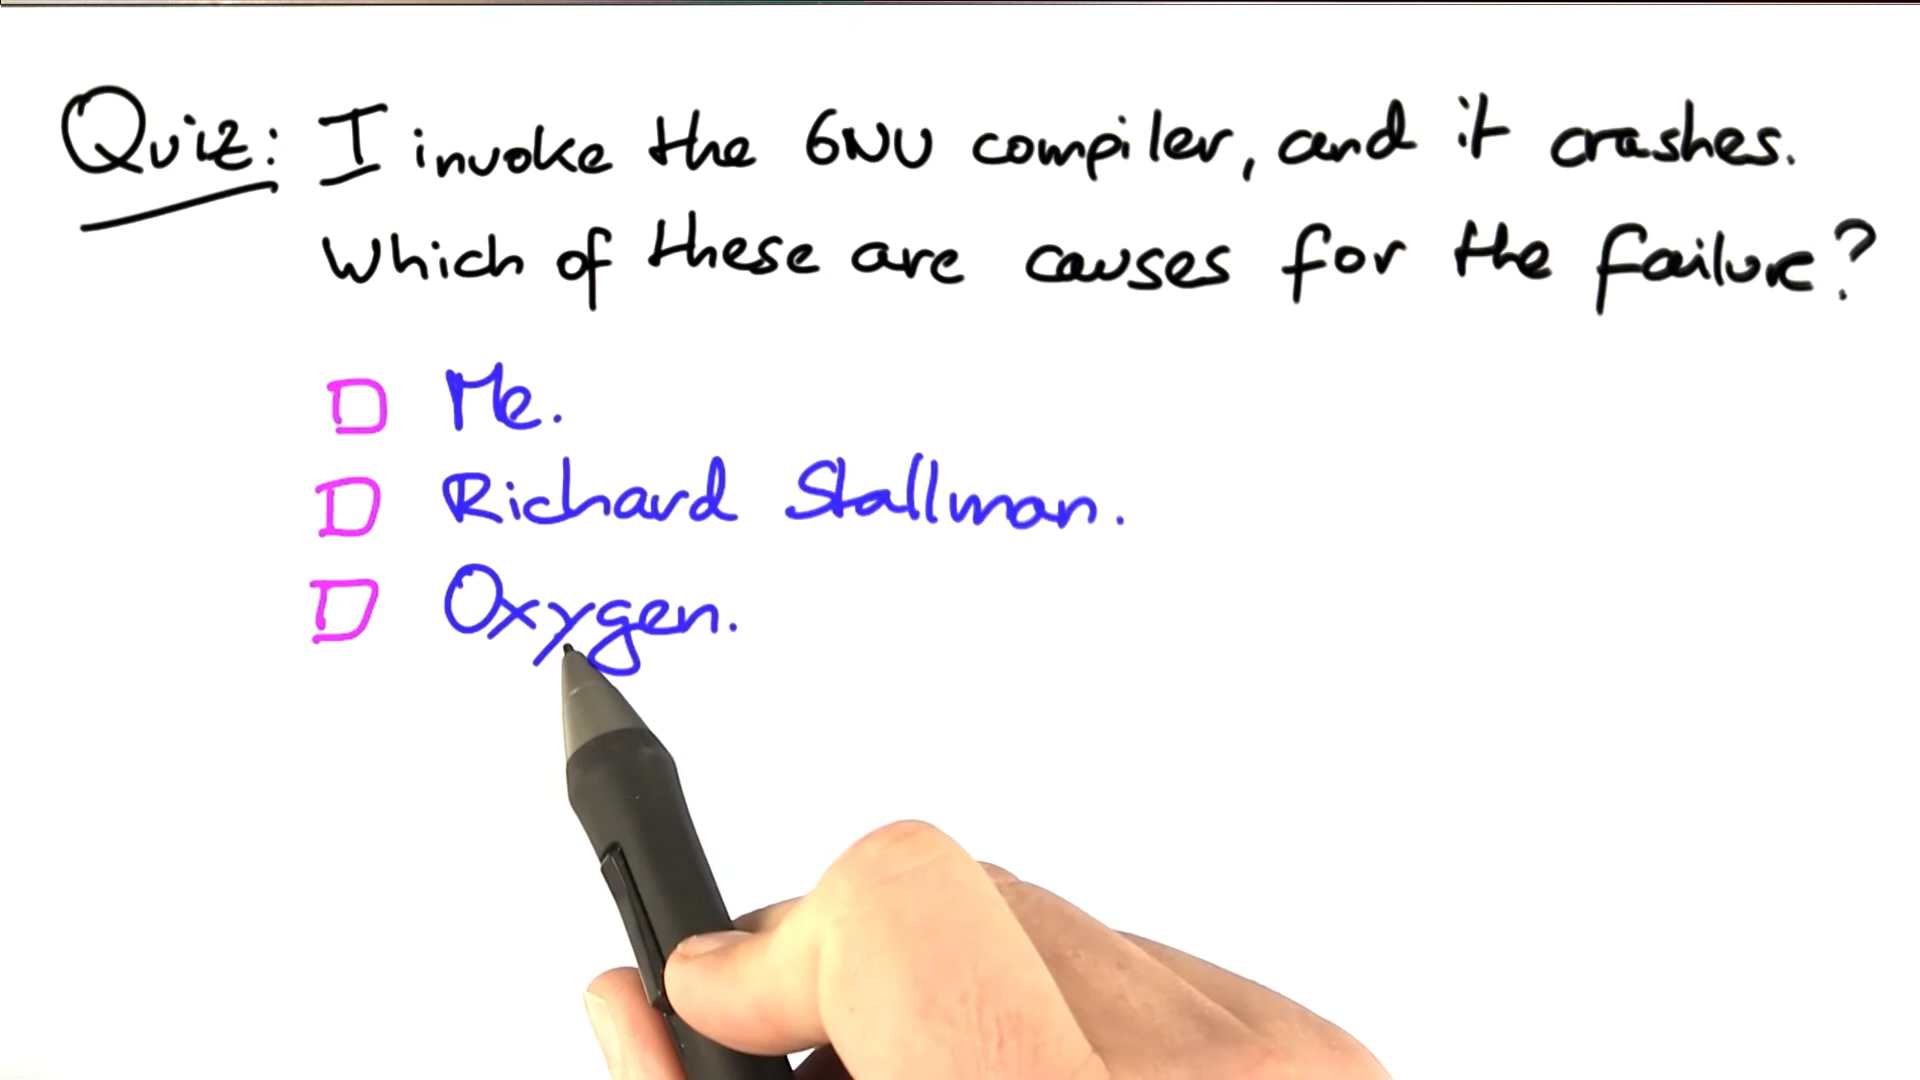 Quiz: I invoke the GNU compiler, and it crashes.
Which of these are causes for the failure?
Me.
Richard Stallman.
Oxygen.